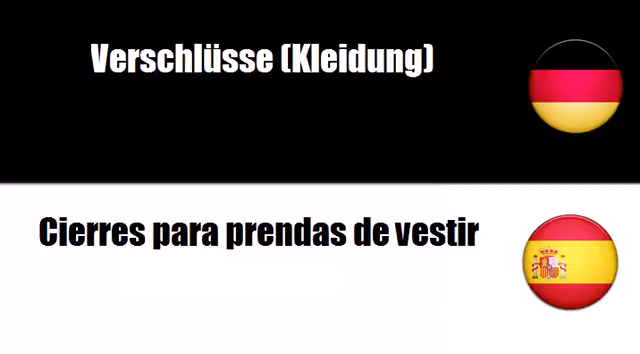 Verschlüsse (Kleidung)
Cierres para prendas de vestir